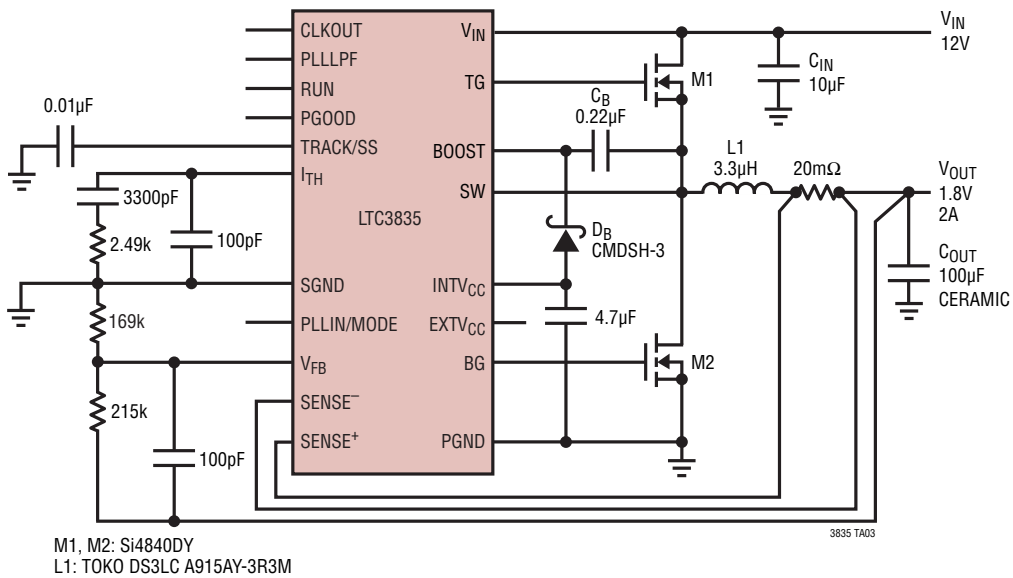 CLKOUT
PLLLPF
RUN
PGOOD
TRACK/SS
I_TH
SGND
PLLIN/MODE
V_FB
SENSE⁻
SENSE⁺
LTC3835
V_IN
TG
BOOST
SW
INTV_CC
EXTV_CC
BG
PGND
0.01µF
3300pF
2.49k
100pF
169k
215k
100pF
C_B
0.22µF
D_B
CMDSH-3
4.7µF
M1
M2
V_IN
12V
C_IN
10µF
L1
3.3µH
20mΩ
V_OUT
1.8V
2A
C_OUT
100µF
CERAMIC
3835 TA03
M1, M2: Si4840DY
L1: TOKO DS3LC A915AY-3R3M